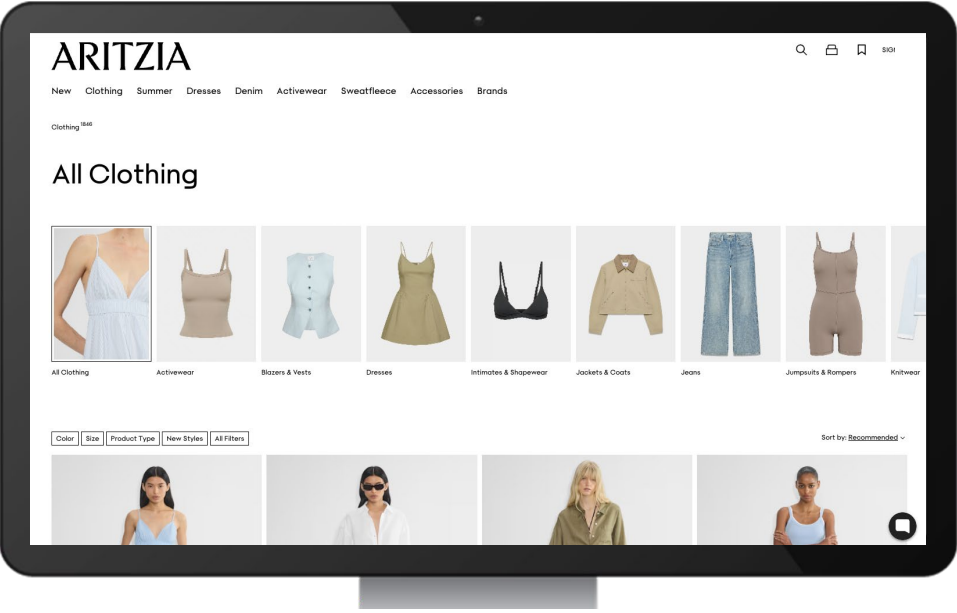 ARITZIA
SIGI
New Clothing Summer Dresses Denim Activewear Sweatfleece Accessories Brands
Clothing 1846
All Clothing
All Clothing Activewear Blazers & Vests Dresses Intimates & Shapewear Jackets & Coats Jeans Jumpsuits & Rompers Knitwear
Color Size Product Type New Styles All Filters Sort by: Recommended